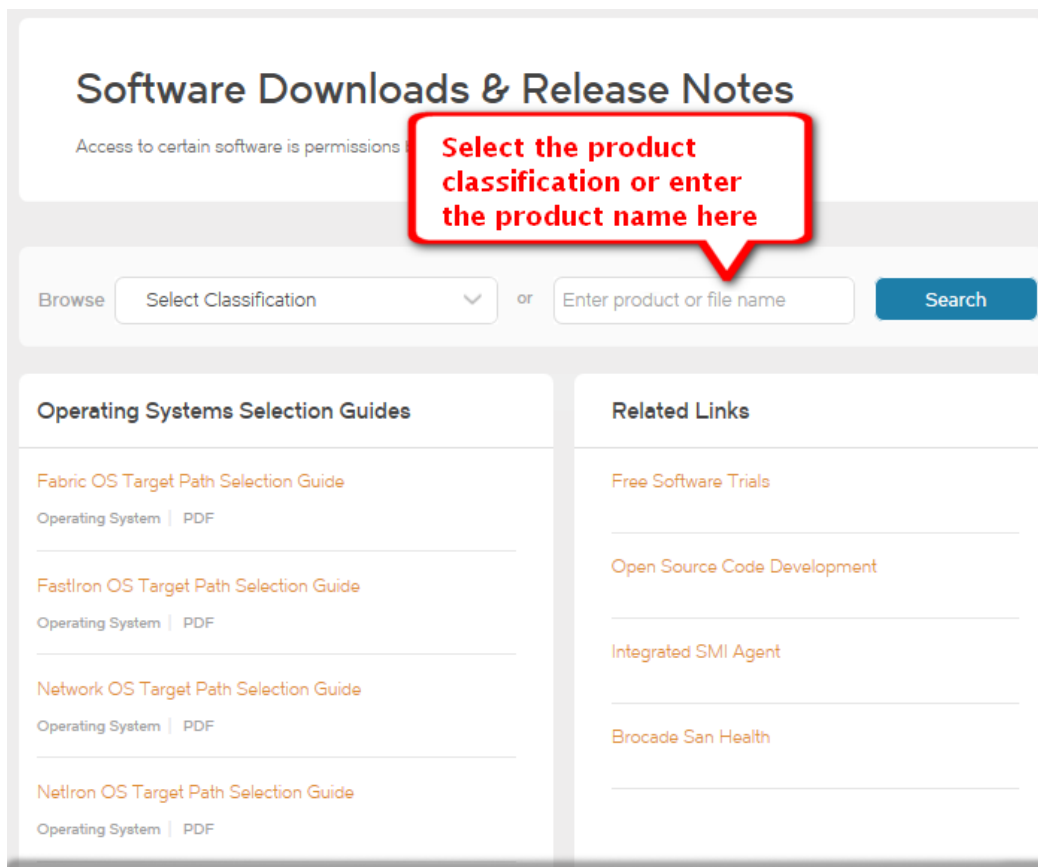 Software Downloads & Release Notes
Access to certain software is permissions
Select the product
classification or enter
the product name here
Browse Select Classification or Enter product or file name Search
Operating Systems Selection Guides
Fabric OS Target Path Selection Guide
Operating System | PDF
FastIron OS Target Path Selection Guide
Operating System | PDF
Network OS Target Path Selection Guide
Operating System | PDF
NetIron OS Target Path Selection Guide
Operating System | PDF
Related Links
Free Software Trials
Open Source Code Development
Integrated SMI Agent
Brocade San Health